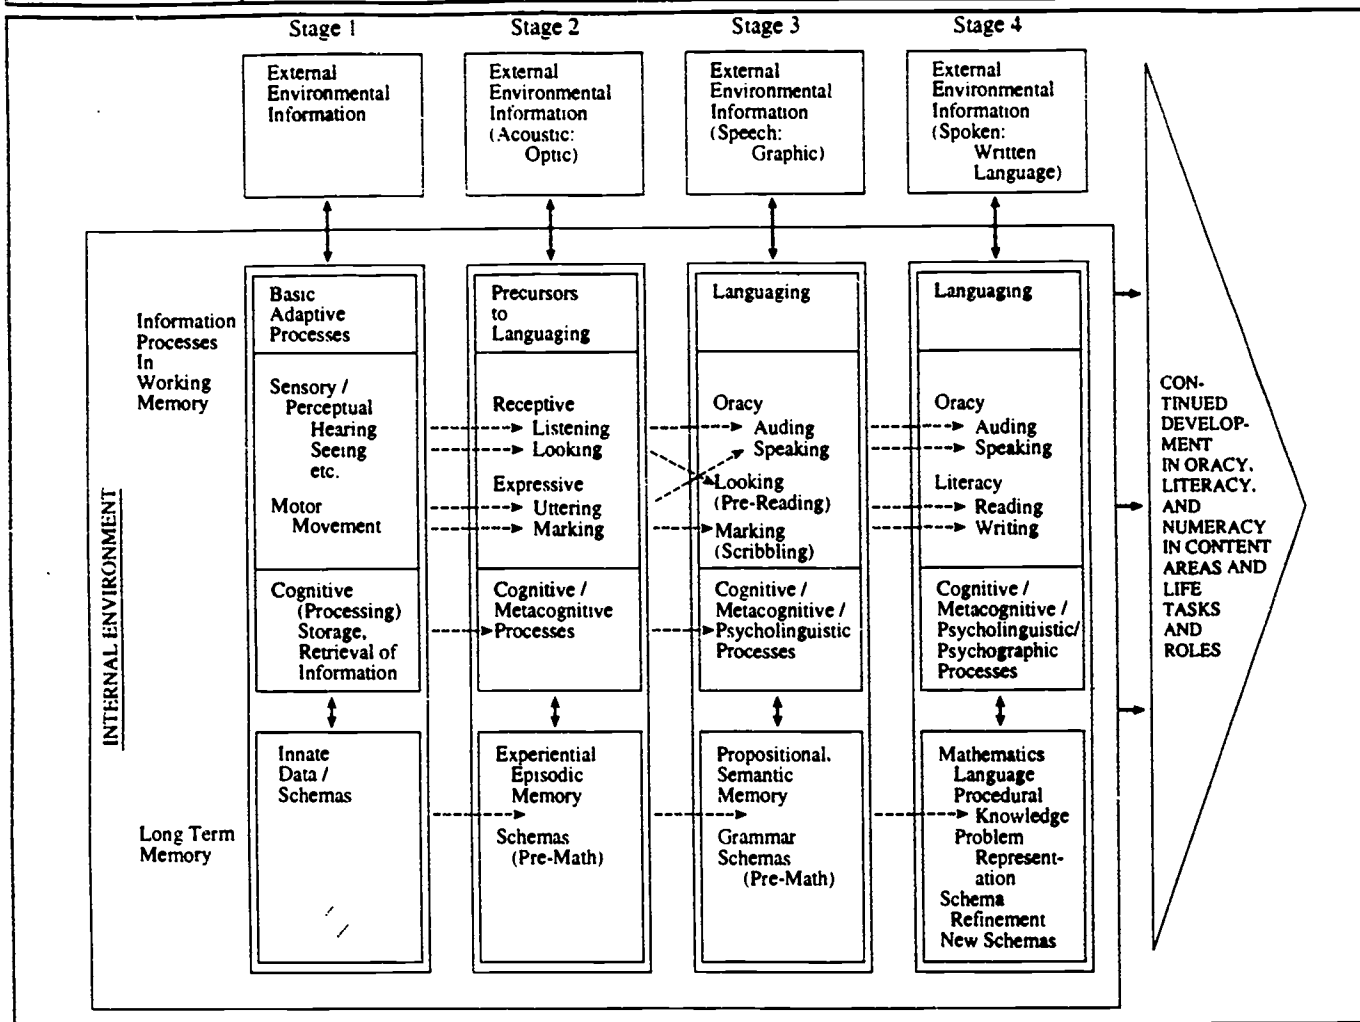 Stage 1
Stage 2
Stage 3
Stage 4
External
Environmental
Information
External
Environmental
Information
(Acoustic:
Optic)
External
Environmental
Information
(Speech:
Graphic)
External
Environmental
Information
(Spoken:
Written
Language)
INTERNAL ENVIRONMENT
Information
Processes
In
Working
Memory
Basic
Adaptive
Processes
Sensory /
Perceptual
Hearing
Seeing
etc.
Motor
Movement
Cognitive
(Processing)
Storage,
Retrieval of
Information
Precursors
to
Languaging
Receptive
Listening
Looking
Expressive
Uttering
Marking
Cognitive /
Metacognitive
Processes
Languaging
Oracy
Auding
Speaking
Looking
(Pre-Reading)
Marking
(Scribbling)
Cognitive /
Metacognitive /
Psycholinguistic
Processes
Languaging
Oracy
Auding
Speaking
Literacy
Reading
Writing
Cognitive /
Metacognitive /
Psycholinguistic/
Psychographic
Processes
Long Term
Memory
Innate
Data /
Schemas
Experiential
Episodic
Memory
Schemas
(Pre-Math)
Propositional.
Semantic
Memory
Grammar
Schemas
(Pre-Math)
Mathematics
Language
Procedural
Knowledge
Problem
Represent-
ation
Schema
Refinement
New Schemas
CON-
TINUED
DEVELOP-
MENT
IN ORACY.
LITERACY.
AND
NUMERACY
IN CONTENT
AREAS AND
LIFE
TASKS
AND
ROLES